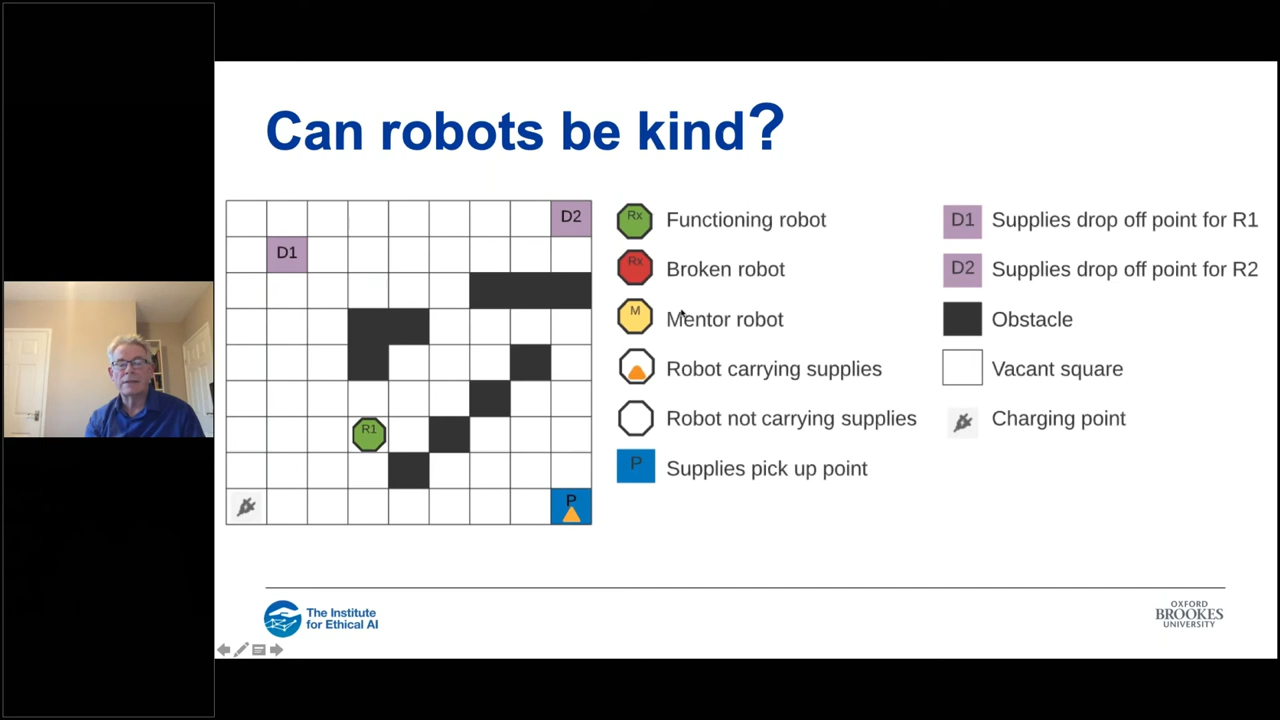 Can robots be kind?
D2
D1
R1
P
Rx Functioning robot
Rx Broken robot
M Mentor robot
Robot carrying supplies
Robot not carrying supplies
P Supplies pick up point
D1 Supplies drop off point for R1
D2 Supplies drop off point for R2
Obstacle
Vacant square
Charging point
The Institute
for Ethical AI
OXFORD
BROOKES
UNIVERSITY